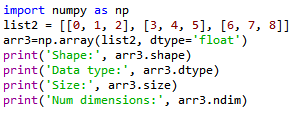 import numpy as np
list2 = [[0, 1, 2], [3, 4, 5], [6, 7, 8]]
arr3=np.array(list2, dtype='float')
print('Shape:', arr3.shape)
print('Data type:', arr3.dtype)
print('Size:', arr3.size)
print('Num dimensions:', arr3.ndim)